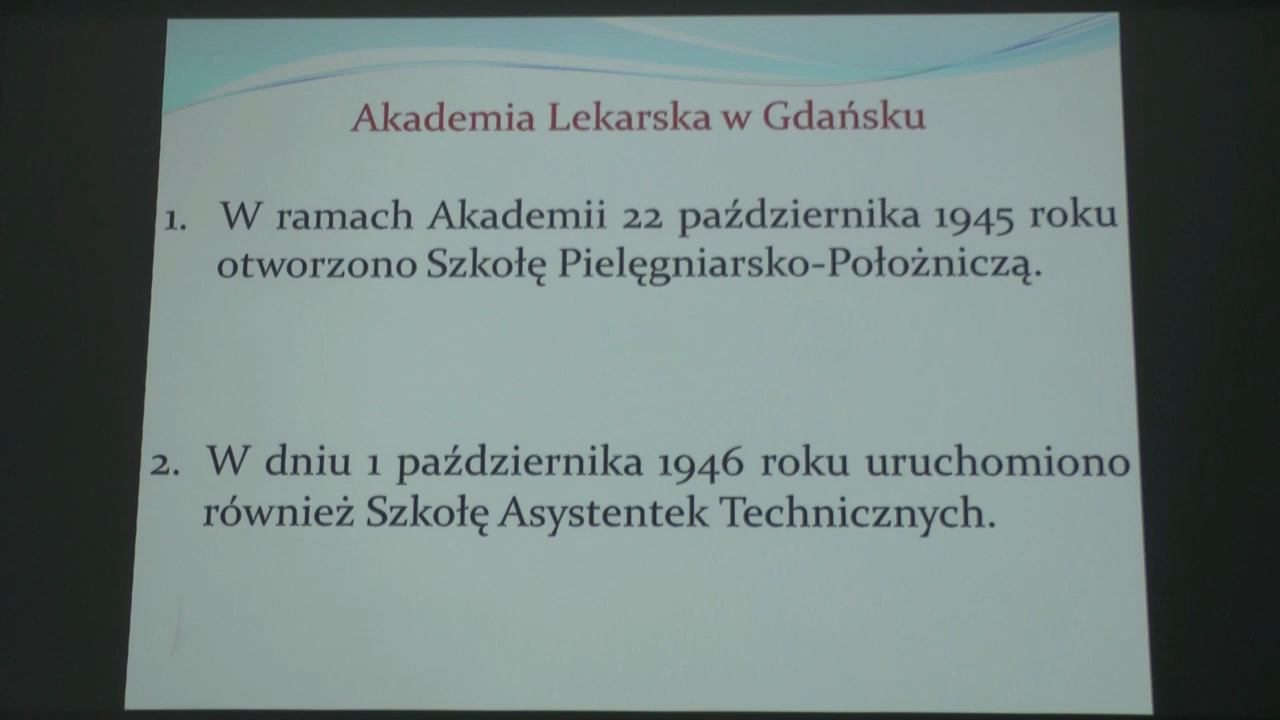 Akademia Lekarska w Gdańsku
1. W ramach Akademii 22 października 1945 roku
otworzono Szkołę Pielęgniarsko-Położniczą.
2. W dniu 1 października 1946 roku uruchomiono
również Szkołę Asystentek Technicznych.